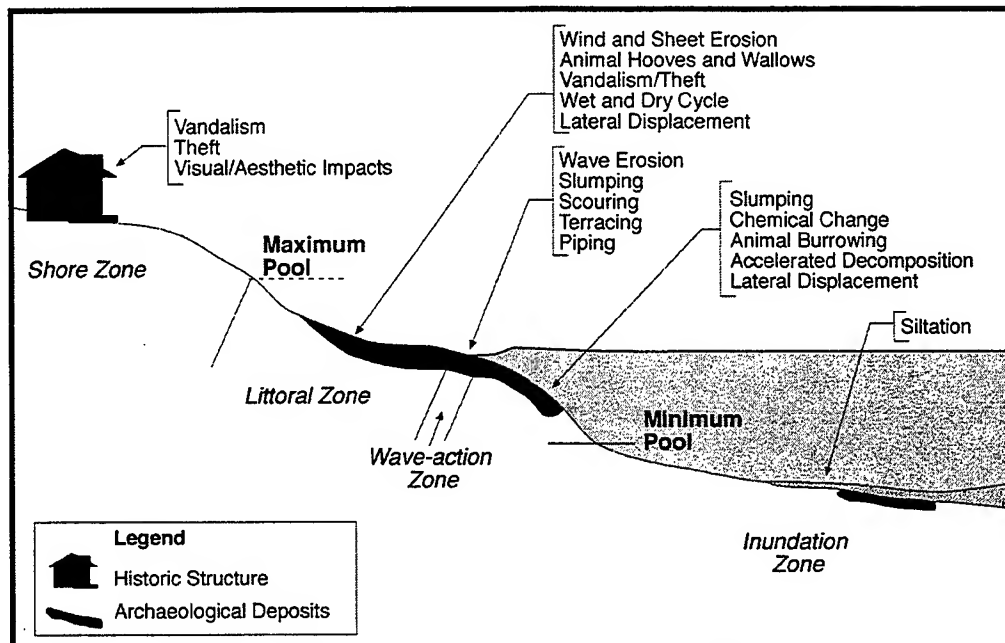 Wind and Sheet Erosion
Animal Hooves and Wallows
Vandalism/Theft
Wet and Dry Cycle
Lateral Displacement
Vandalism
Theft
Visual/Aesthetic Impacts
Wave Erosion
Slumping
Scouring
Terracing
Piping
Slumping
Chemical Change
Animal Burrowing
Accelerated Decomposition
Lateral Displacement
Siltation
Shore Zone
Maximum
Pool
Littoral Zone
Wave-action
Zone
Minimum
Pool
Inundation
Zone
Legend
Historic Structure
Archaeological Deposits